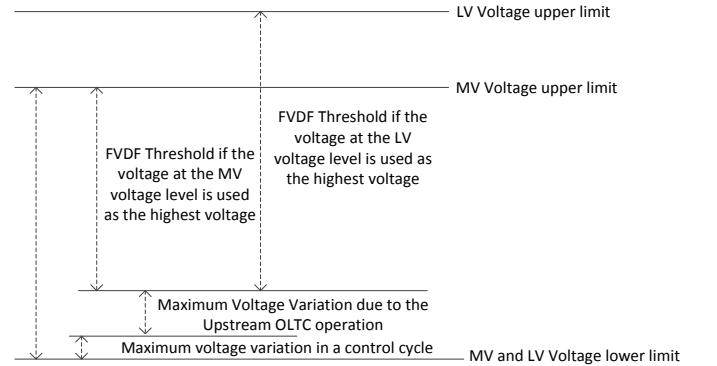 LV Voltage upper limit
MV Voltage upper limit
FVDF Threshold if the
voltage at the LV
voltage level is used as
the highest voltage
FVDF Threshold if the
voltage at the MV
voltage level is used
as the highest voltage
Maximum Voltage Variation due to the
Upstream OLTC operation
Maximum voltage variation in a control cycle
MV and LV Voltage lower limit